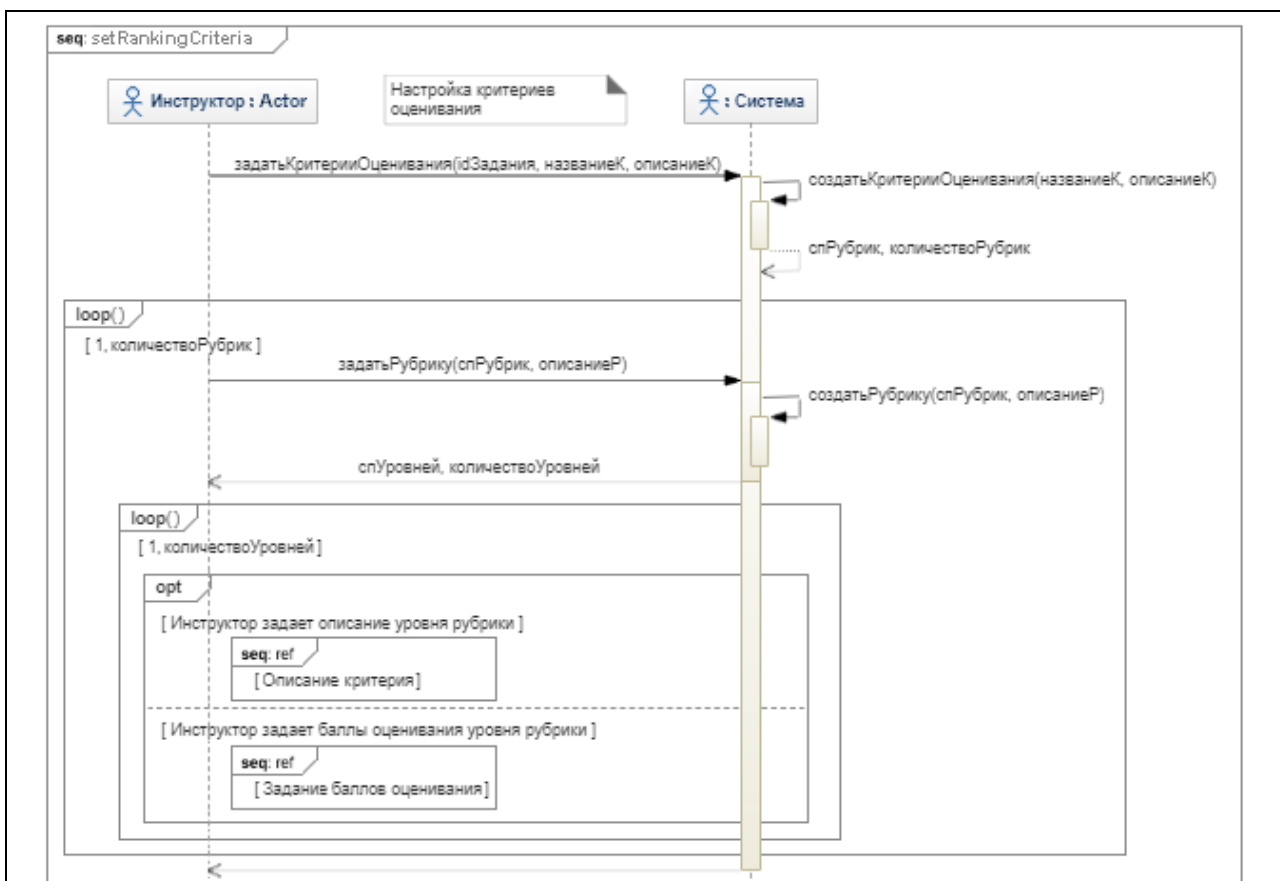 seq: setRankingCriteria
Инструктор : Actor
Настройка критериев
оценивания
: Система
задатьКритерииОценивания(idЗадания, названиеК, описаниеК)
создатьКритерииОценивания(названиеК, описаниеК)
спРубрик, количествоРубрик
loop()
[ 1, количествоРубрик ]
задатьРубрику(спРубрик, описаниеР)
создатьРубрику(спРубрик, описаниеР)
спУровней, количествоУровней
loop()
[ 1, количествоУровней ]
opt
[ Инструктор задает описание уровня рубрики ]
seq: ref
[ Описание критерия ]
[ Инструктор задает баллы оценивания уровня рубрики ]
seq: ref
[ Задание баллов оценивания ]